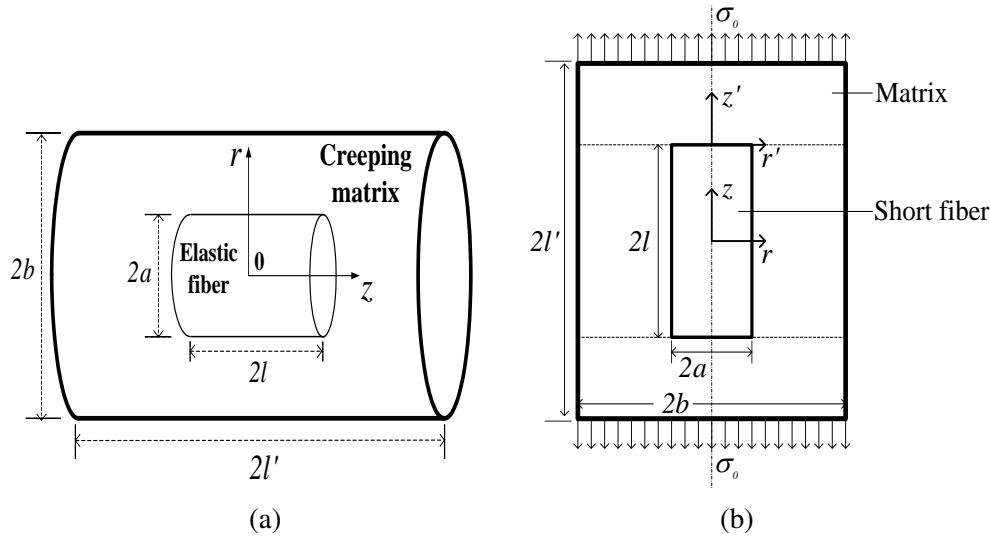 r
Creeping
matrix
Elastic
fiber
0
z
2b
2a
2l
2l'
(a)
σ₀
z'
Matrix
r'
z
Short fiber
r
2l'
2l
2a
2b
σ₀
(b)